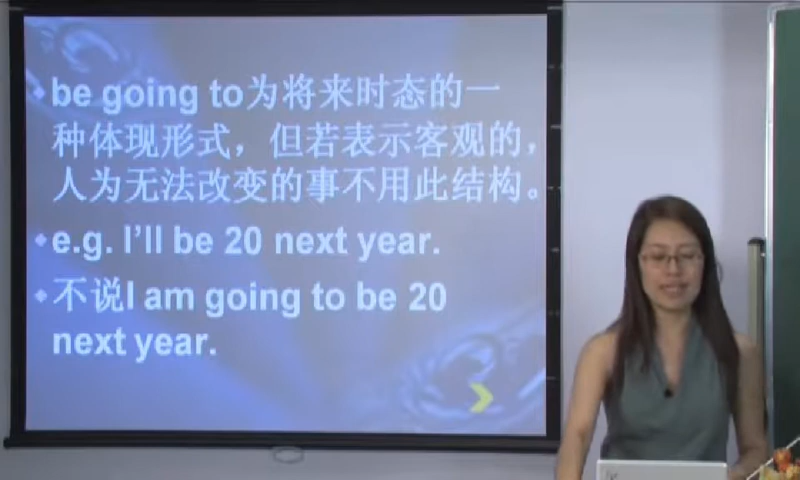 be going to为将来时态的一
种体现形式，但若表示客观的，
人为无法改变的事不用此结构。
e.g. I'll be 20 next year.
不说I am going to be 20
next year.